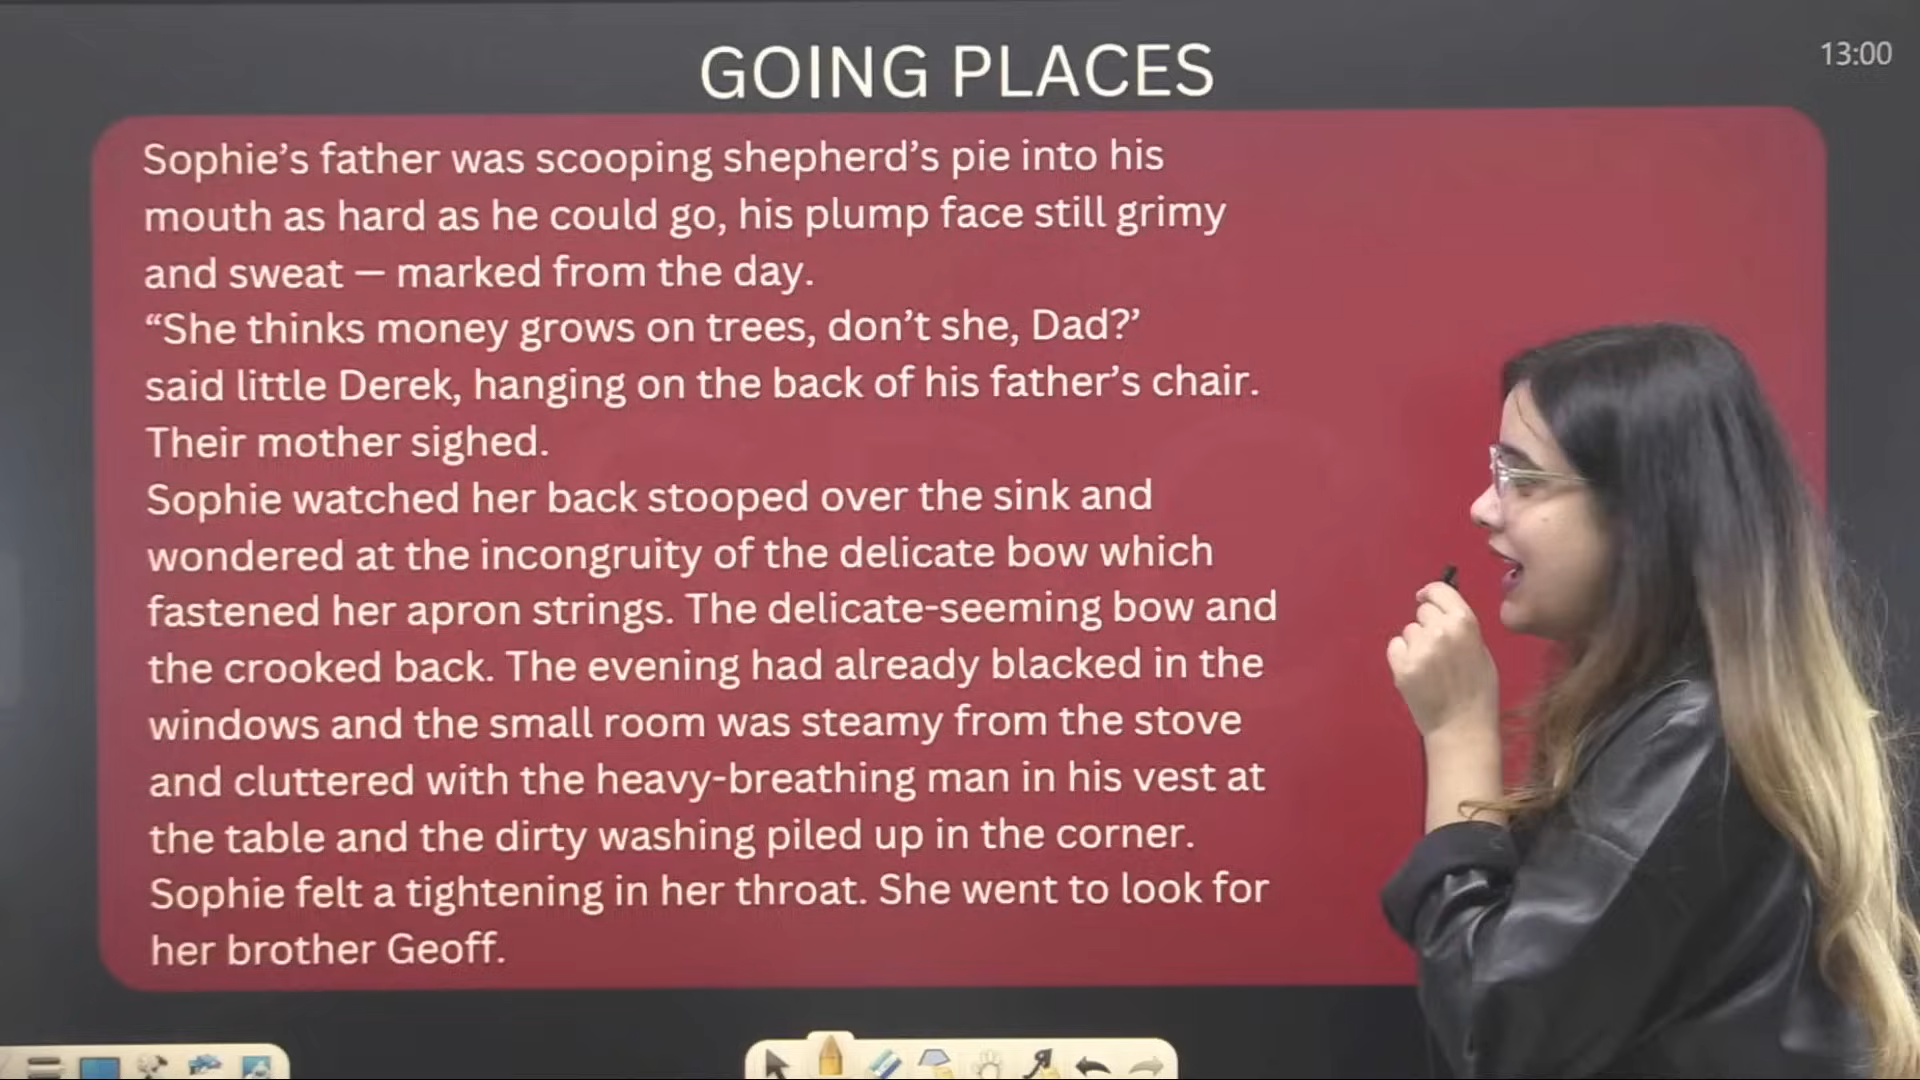 GOING PLACES
13:00
Sophie’s father was scooping shepherd’s pie into his
mouth as hard as he could go, his plump face still grimy
and sweat — marked from the day.
“She thinks money grows on trees, don’t she, Dad?’
said little Derek, hanging on the back of his father’s chair.
Their mother sighed.
Sophie watched her back stooped over the sink and
wondered at the incongruity of the delicate bow which
fastened her apron strings. The delicate-seeming bow and
the crooked back. The evening had already blacked in the
windows and the small room was steamy from the stove
and cluttered with the heavy-breathing man in his vest at
the table and the dirty washing piled up in the corner.
Sophie felt a tightening in her throat. She went to look for
her brother Geoff.